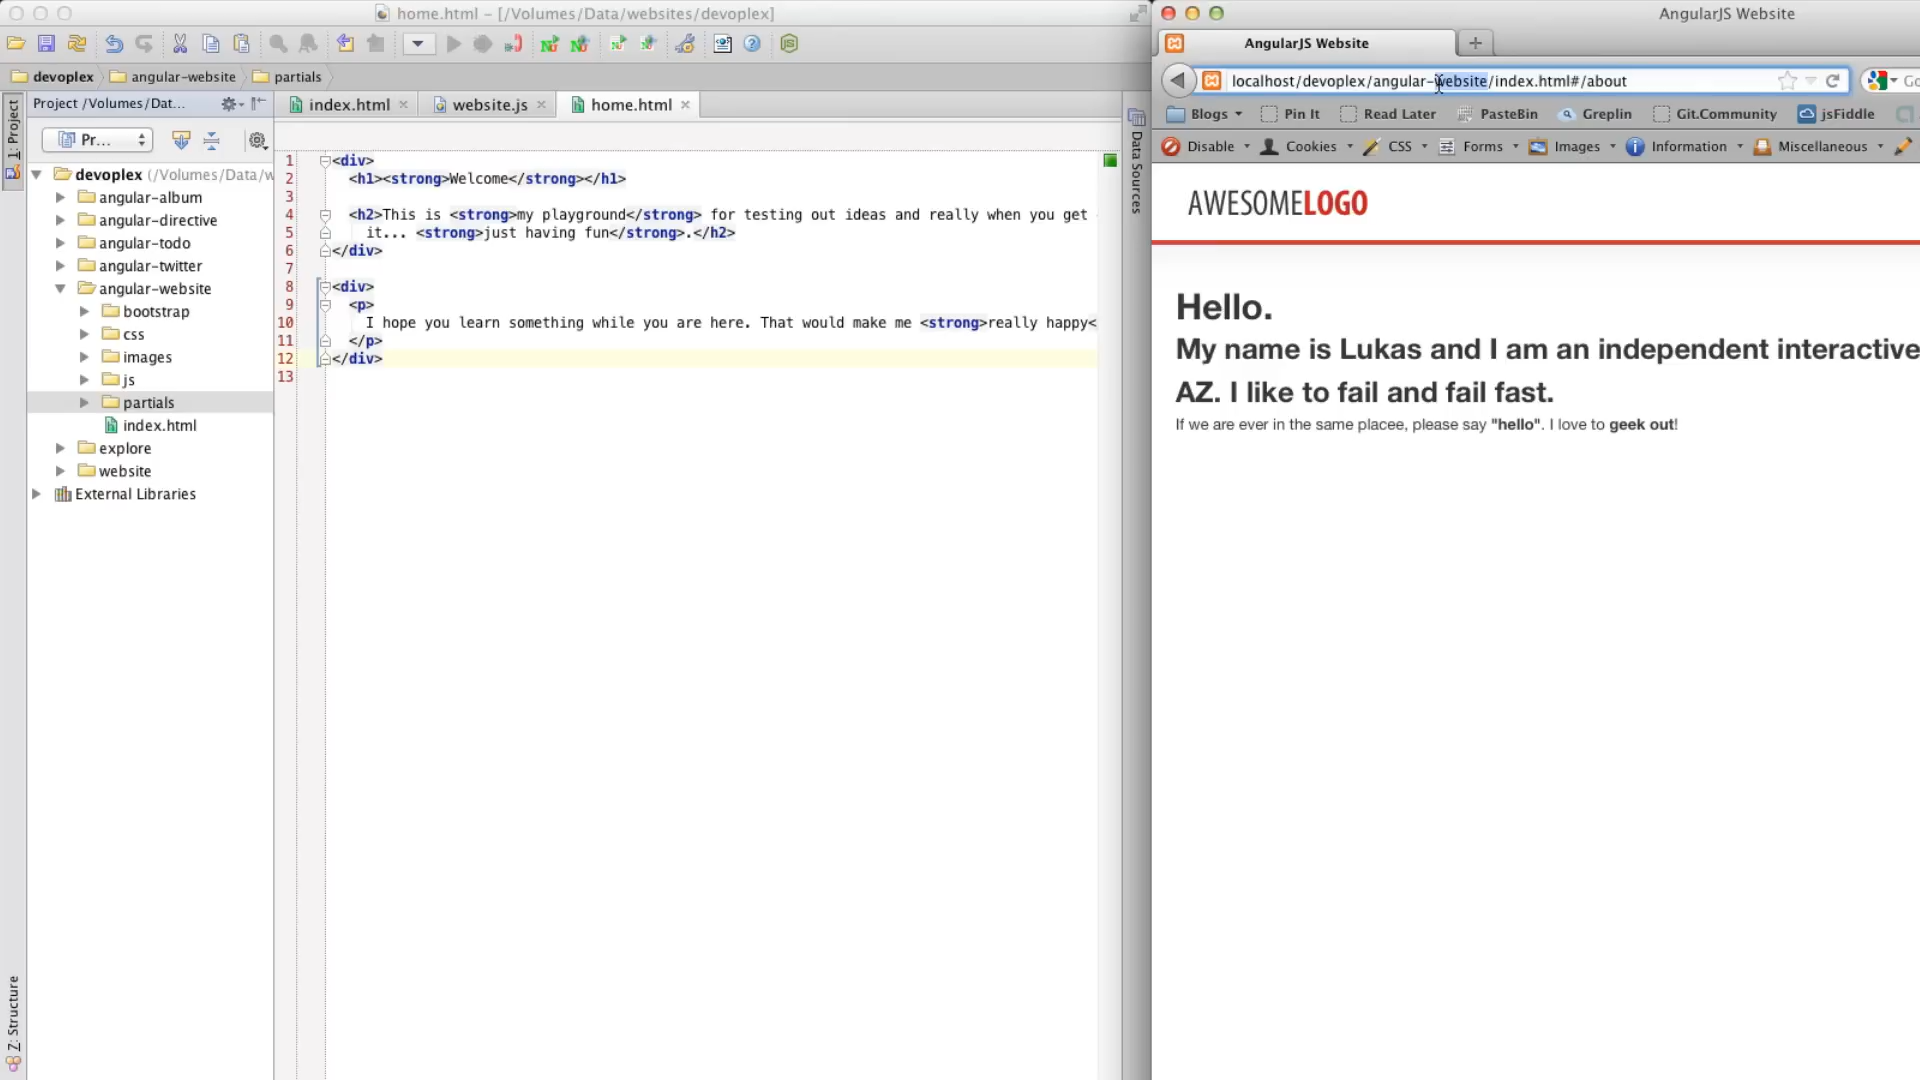 home.html – [/Volumes/Data/websites/devoplex]
devoplex angular-website partials
1: Project
Project /Volumes/Dat...
index.html
website.js
home.html
Pr...
devoplex (/Volumes/Data/w
angular-album
angular-directive
angular-todo
angular-twitter
angular-website
bootstrap
css
images
js
partials
index.html
explore
website
External Libraries
Z: Structure
1 <div>
2 <h1><strong>Welcome</strong></h1>
3
4 <h2>This is <strong>my playground</strong> for testing out ideas and really when you get
5 it... <strong>just having fun</strong>.</h2>
6 </div>
7
8 <div>
9 <p>
10 I hope you learn something while you are here. That would make me <strong>really happy<
11 </p>
12 </div>
13
Data Sources
AngularJS Website
AngularJS Website
localhost/devoplex/angular-website/index.html#/about
Go
Blogs Pin It Read Later PasteBin Greplin Git.Community jsFiddle
Disable Cookies CSS Forms Images Information Miscellaneous
AWESOMELOGO
Hello.
My name is Lukas and I am an independent interactive
AZ. I like to fail and fail fast.
If we are ever in the same placee, please say "hello". I love to geek out!